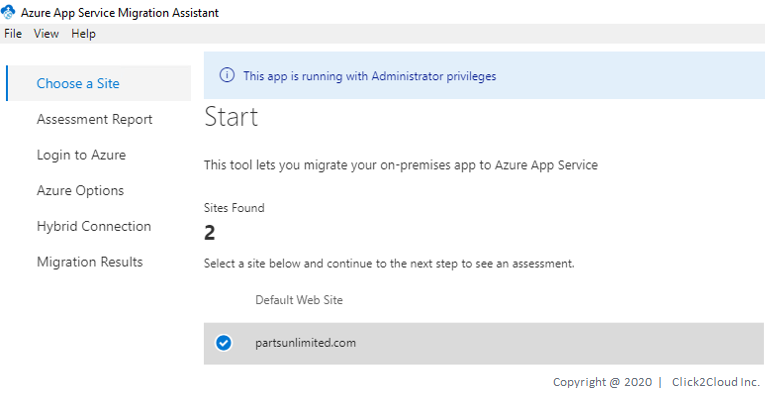 Azure App Service Migration Assistant
File View Help
Choose a Site
Assessment Report
Login to Azure
Azure Options
Hybrid Connection
Migration Results
This app is running with Administrator privileges
Start
This tool lets you migrate your on-premises app to Azure App Service
Sites Found
2
Select a site below and continue to the next step to see an assessment.
Default Web Site
partsunlimited.com
Copyright @ 2020 | Click2Cloud Inc.